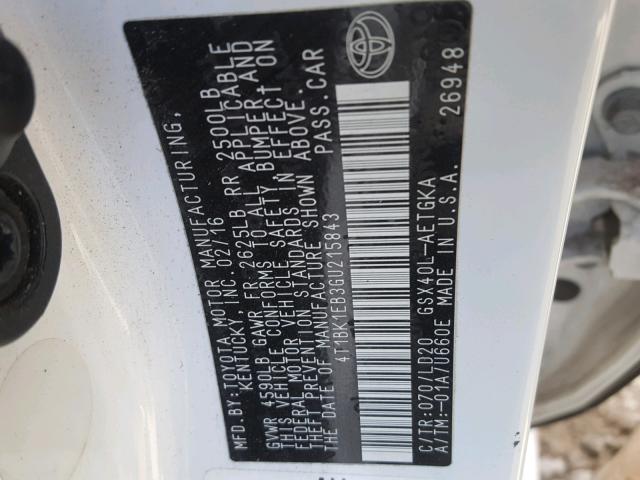 MFD.BY:TOYOTA MOTOR MANUFACTURING,
KENTUCKY, INC. 02/16
GVWR 4590LB GAWR FR 2625LB RR 2500LB
THIS VEHICLE CONFORMS TO ALL APPLICABLE
FEDERAL MOTOR VEHICLE SAFETY, BUMPER, AND
THEFT PREVENTION STANDARDS IN EFFECT ON
THE DATE OF MANUFACTURE SHOWN ABOVE.
4T1BK1EB3GU215843 PASS.CAR
C/TR:070/LD20 GSX40L-AETGKA
A/TM:-01A/U660E MADE IN U.S.A. 26948